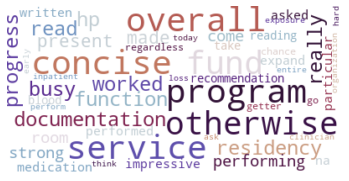 progress written read hp made asked come reading really
present overall particular
regardless today take chance exposure hard
concise fund expand
busy worked loss recommendation entire
blood function program go
documentation getter
room performed otherwise
inpatient ask clinician
strong service residency
medication impressive performing na
perform think